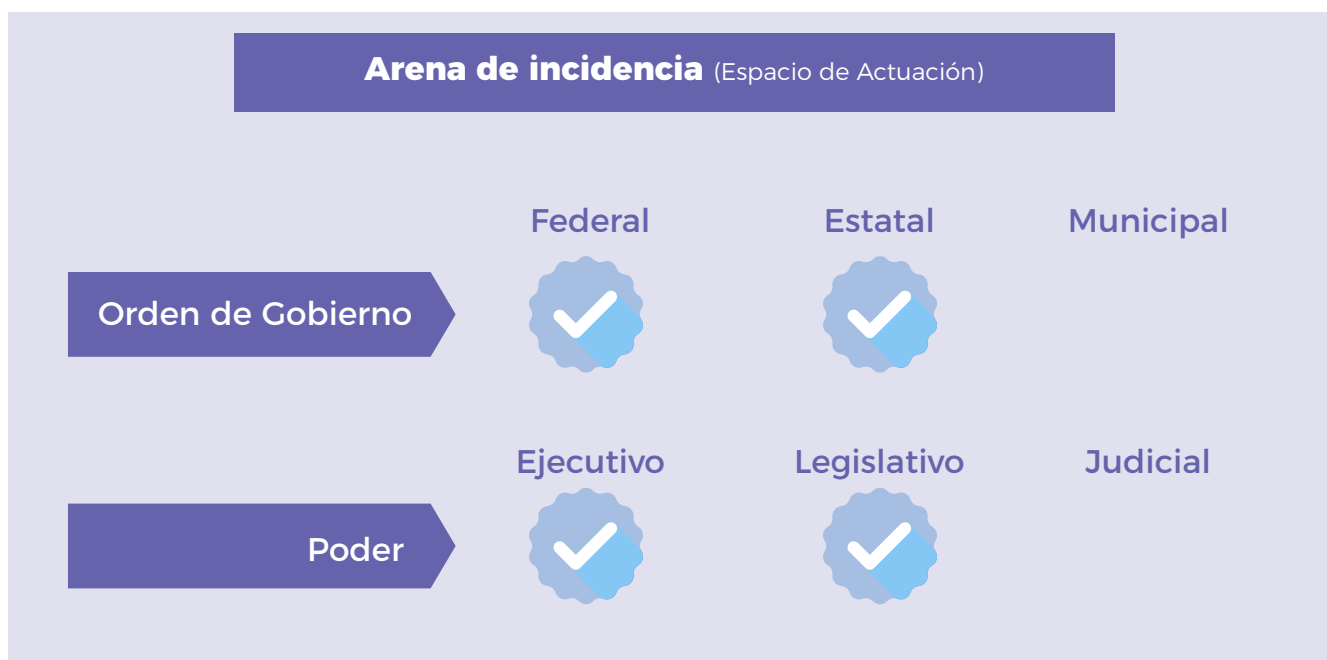 Arena de incidencia (Espacio de Actuación)
Federal Estatal Municipal
Orden de Gobierno
Ejecutivo Legislativo Judicial
Poder